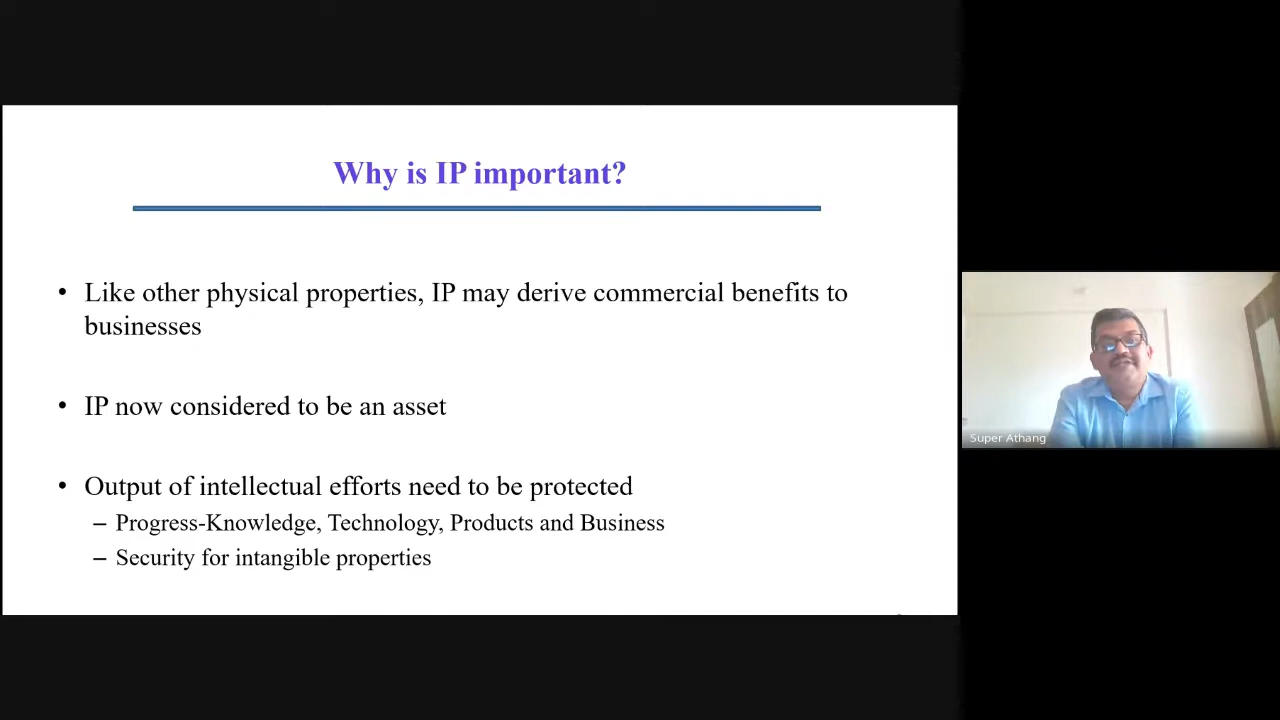 Why is IP important?
• Like other physical properties, IP may derive commercial benefits to
businesses
• IP now considered to be an asset
• Output of intellectual efforts need to be protected
– Progress-Knowledge, Technology, Products and Business
– Security for intangible properties
Super Athang